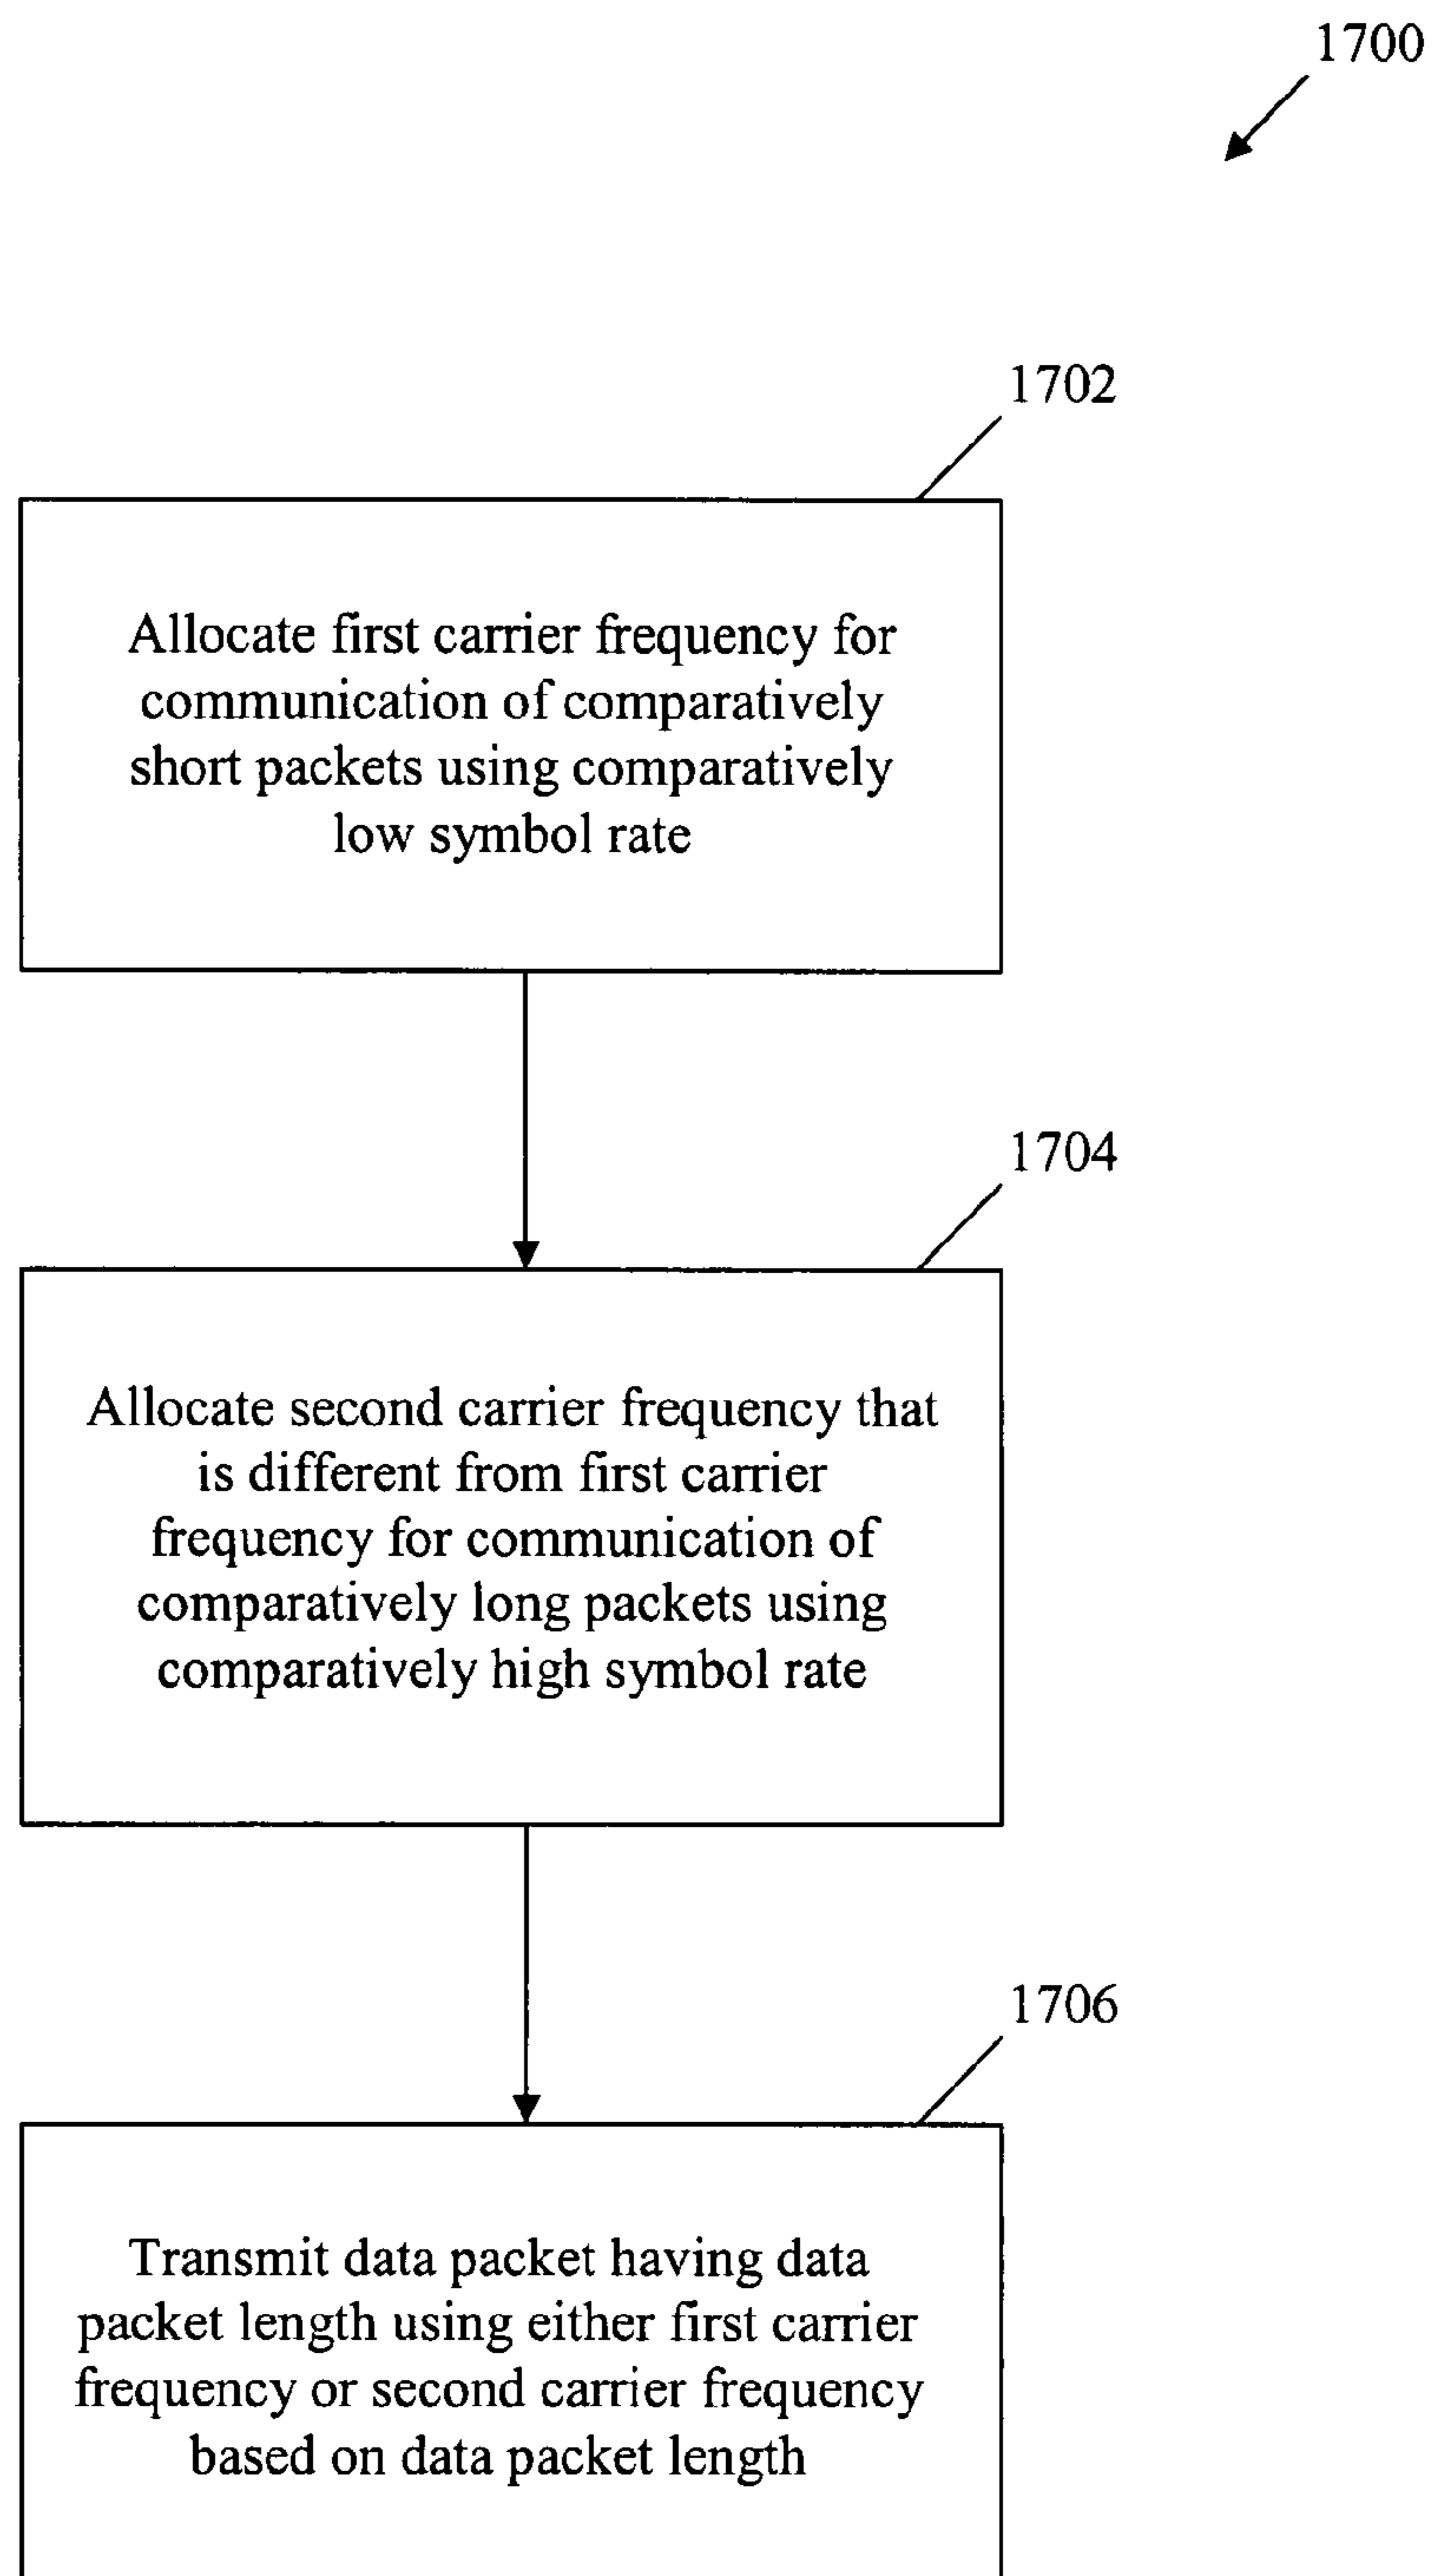 1700
1702
Allocate first carrier frequency for
communication of comparatively
short packets using comparatively
low symbol rate
1704
Allocate second carrier frequency that
is different from first carrier
frequency for communication of
comparatively long packets using
comparatively high symbol rate
1706
Transmit data packet having data
packet length using either first carrier
frequency or second carrier frequency
based on data packet length